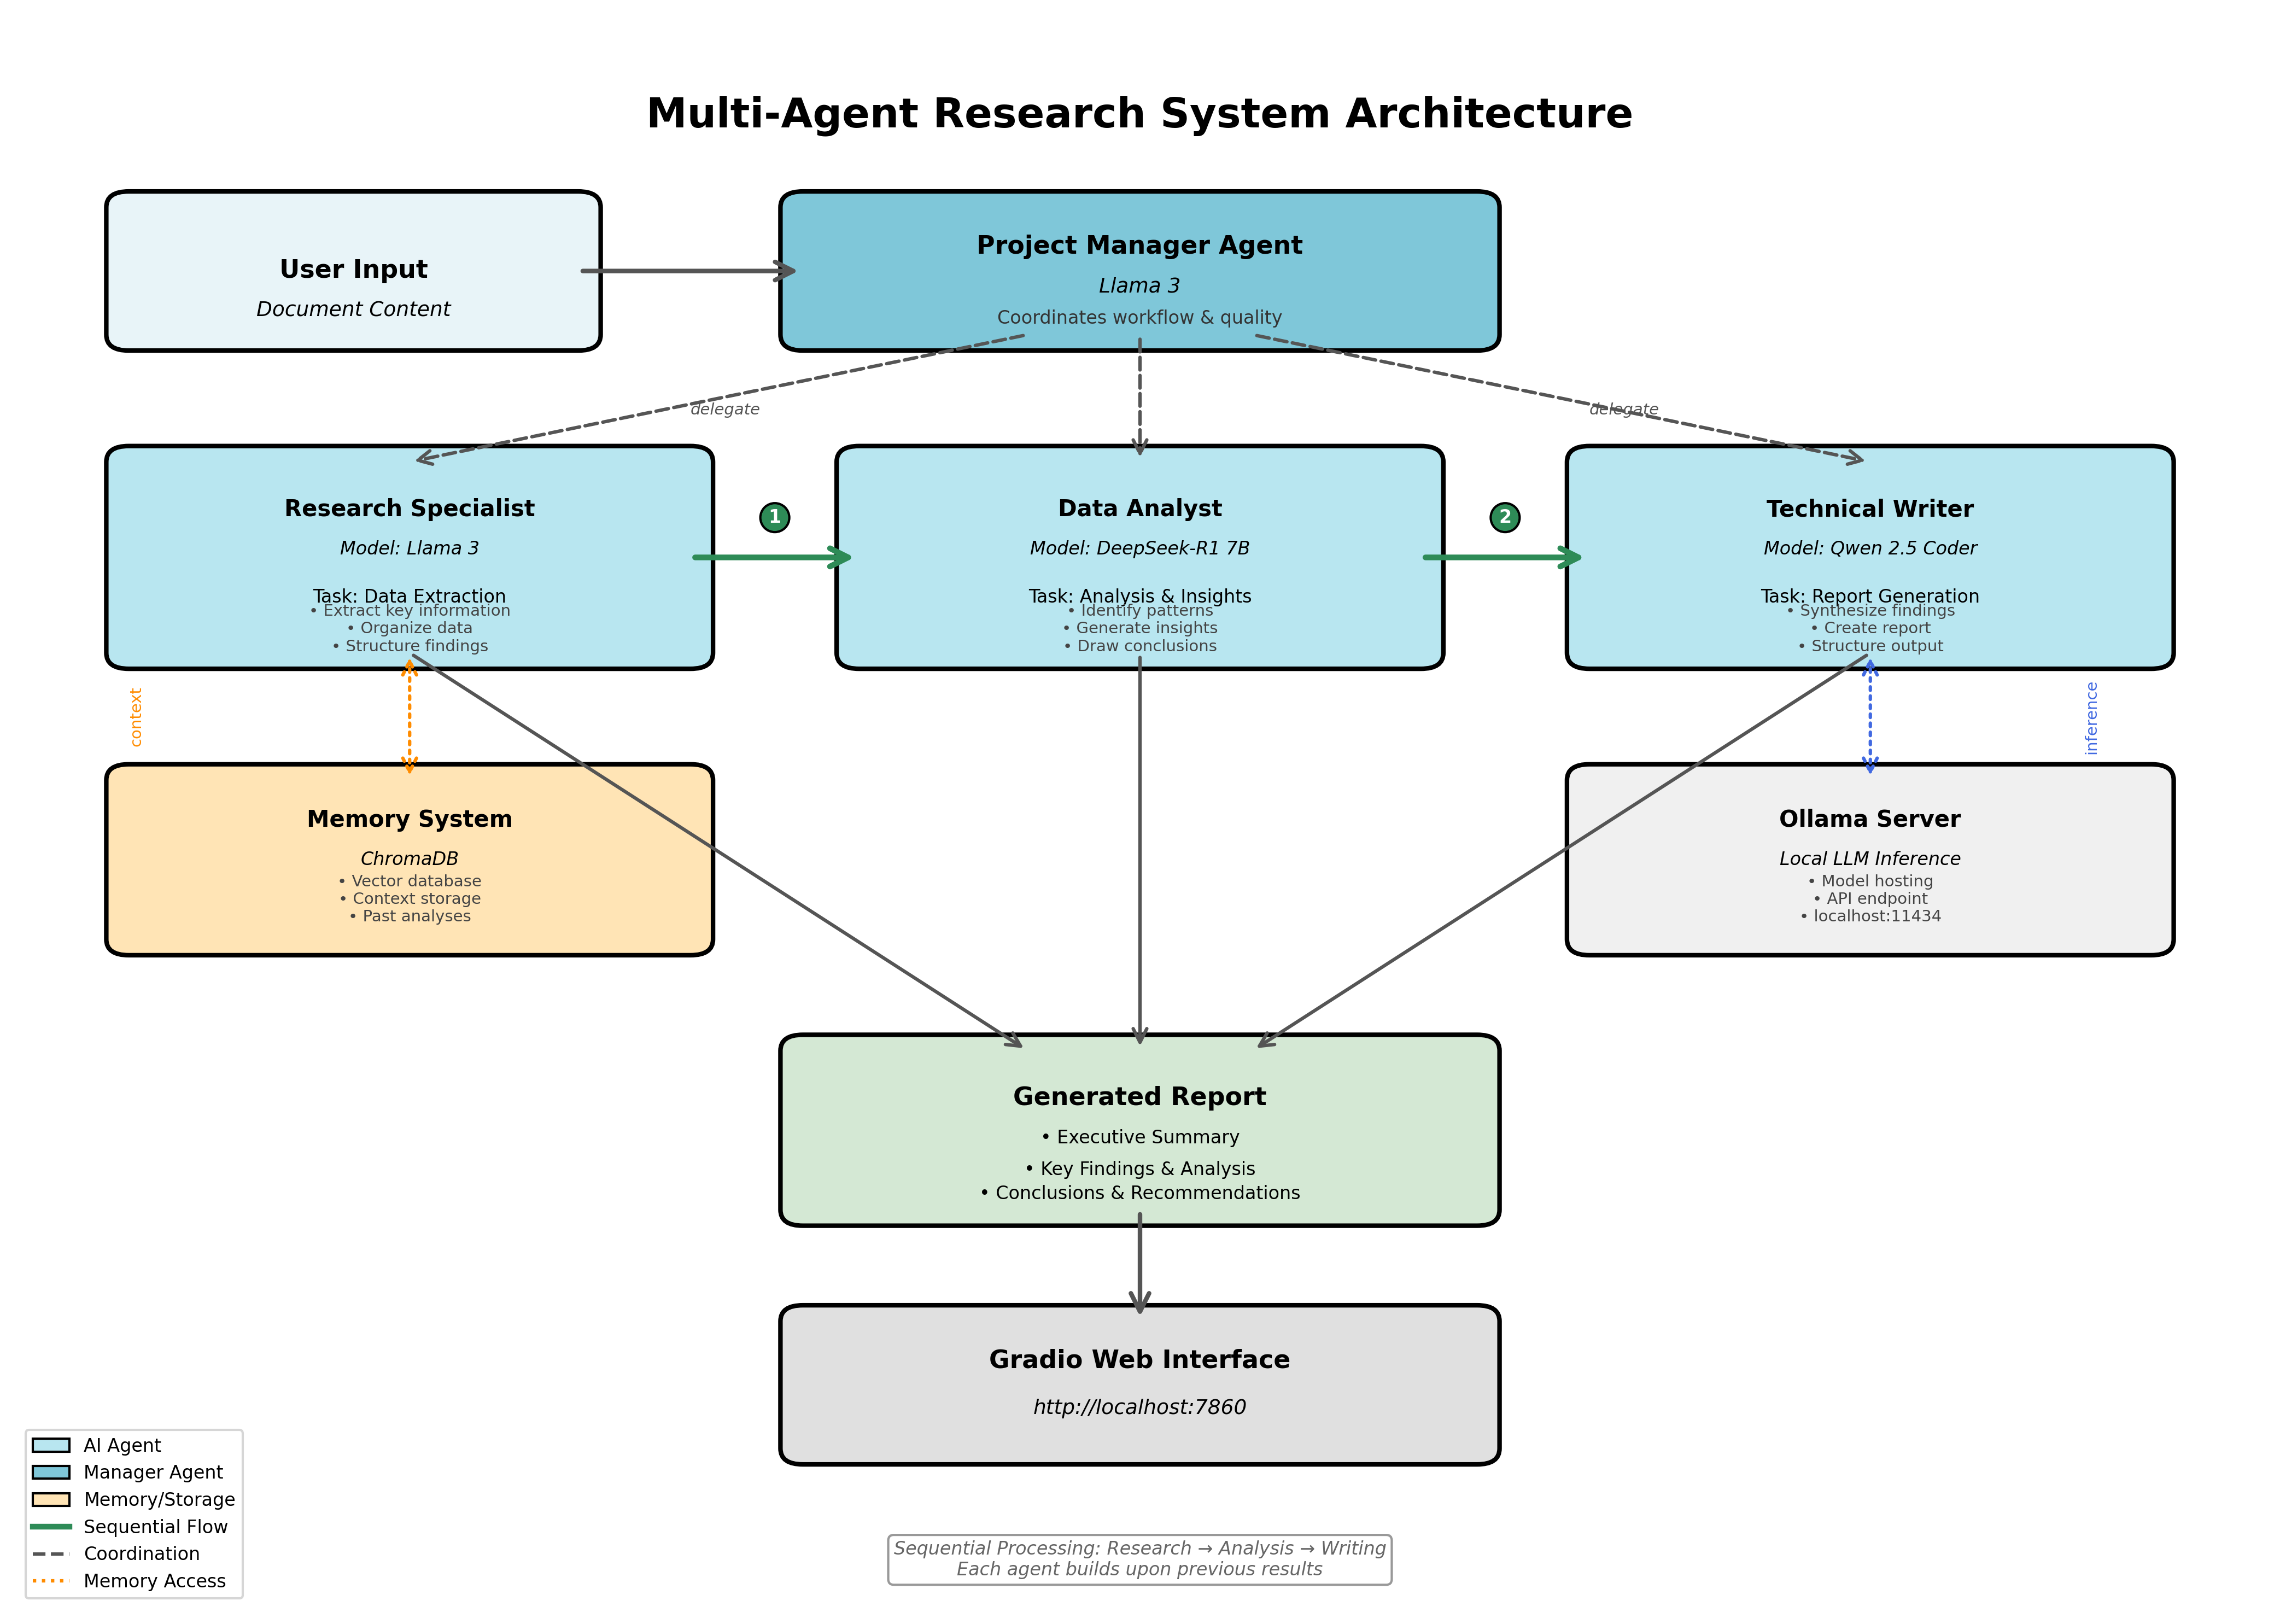 Multi-Agent Research System Architecture
User Input
Document Content
Project Manager Agent
Llama 3
Coordinates workflow & quality
delegate
delegate
Research Specialist
Model: Llama 3
Task: Data Extraction
• Extract key information
• Organize data
• Structure findings
1
Data Analyst
Model: DeepSeek-R1 7B
Task: Analysis & Insights
• Identify patterns
• Generate insights
• Draw conclusions
2
Technical Writer
Model: Qwen 2.5 Coder
Task: Report Generation
• Synthesize findings
• Create report
• Structure output
context
inference
Memory System
ChromaDB
• Vector database
• Context storage
• Past analyses
Ollama Server
Local LLM Inference
• Model hosting
• API endpoint
• localhost:11434
Generated Report
• Executive Summary
• Key Findings & Analysis
• Conclusions & Recommendations
Gradio Web Interface
http://localhost:7860
AI Agent
Manager Agent
Memory/Storage
Sequential Flow
Coordination
Memory Access
Sequential Processing: Research → Analysis → Writing
Each agent builds upon previous results